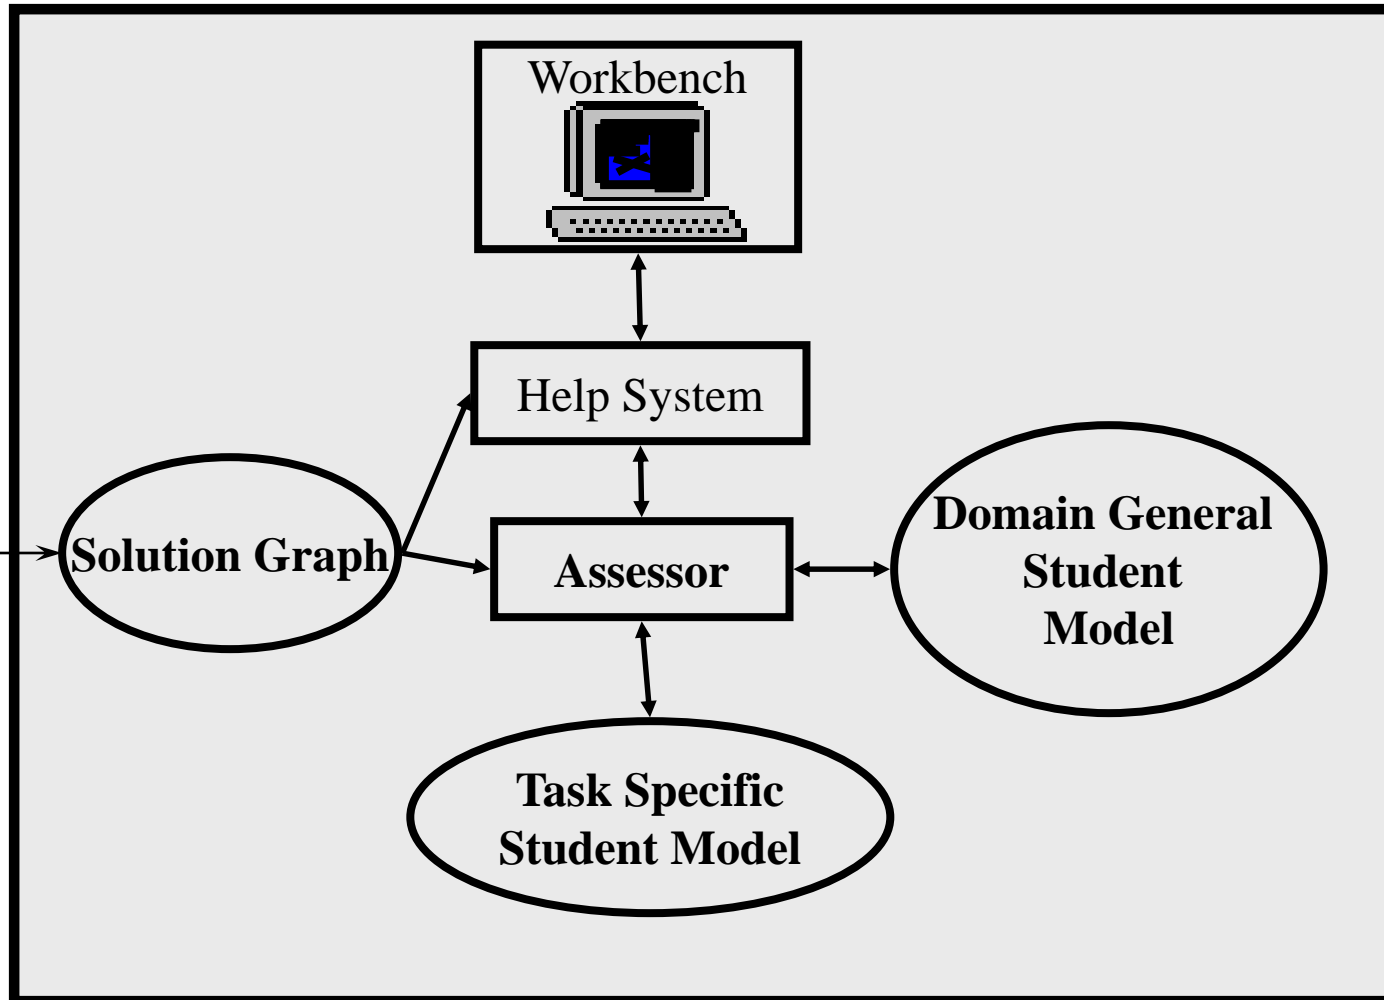 Workbench
Help System
Solution Graph
Assessor
Domain General
Student
Model
Task Specific
Student Model